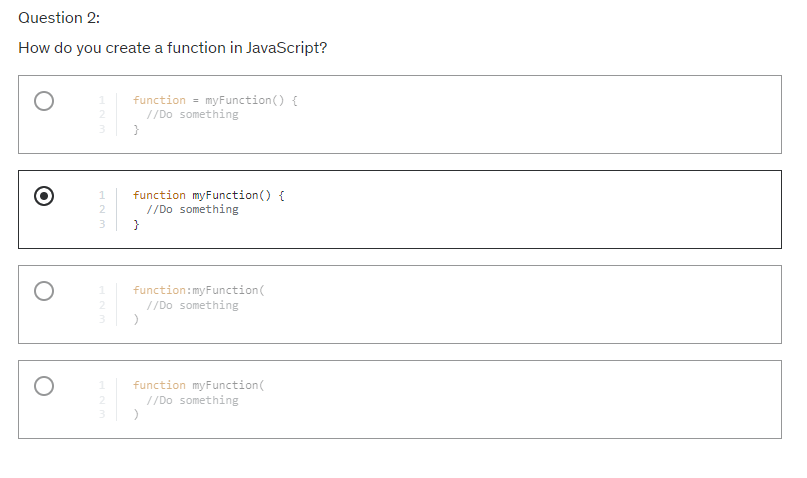 Question 2:
How do you create a function in JavaScript?
1 function = myFunction() {
2 //Do something
3 }
1 function myFunction() {
2 //Do something
3 }
1 function:myFunction(
2 //Do something
3 )
1 function myFunction(
2 //Do something
3 )